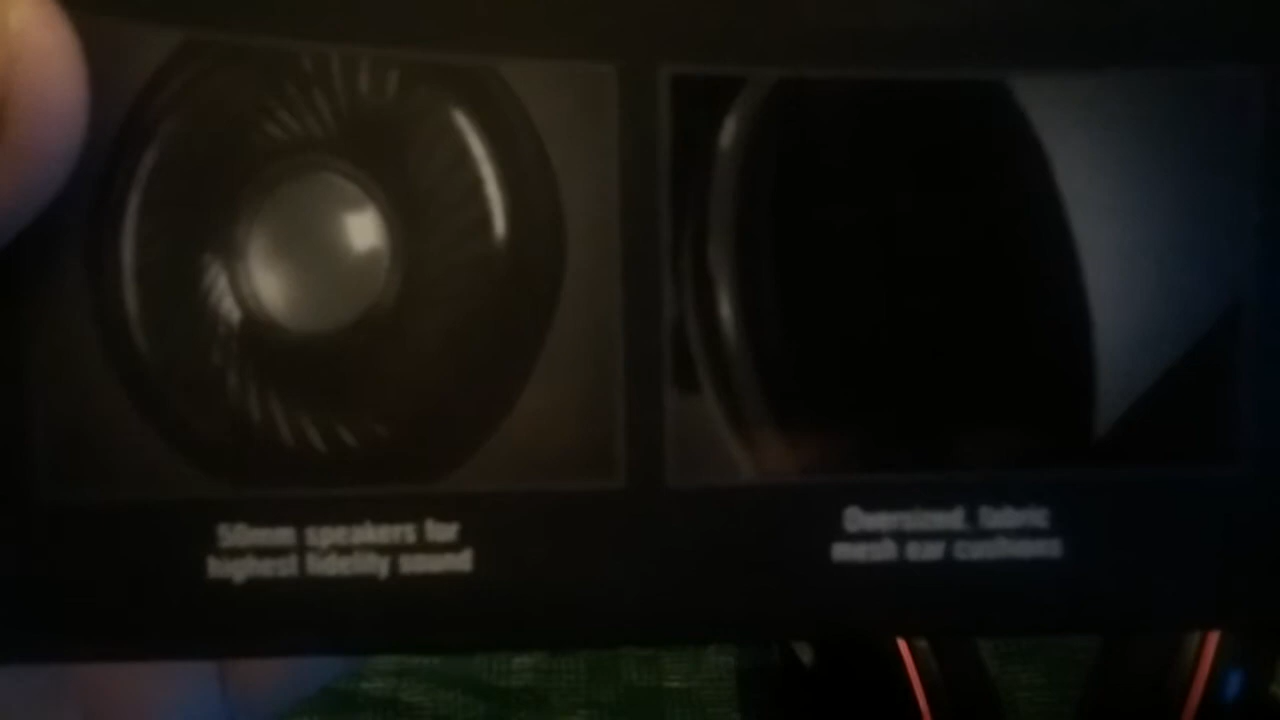 50mm speakers for
highest fidelity sound
Oversized, fabric
mesh ear cushions